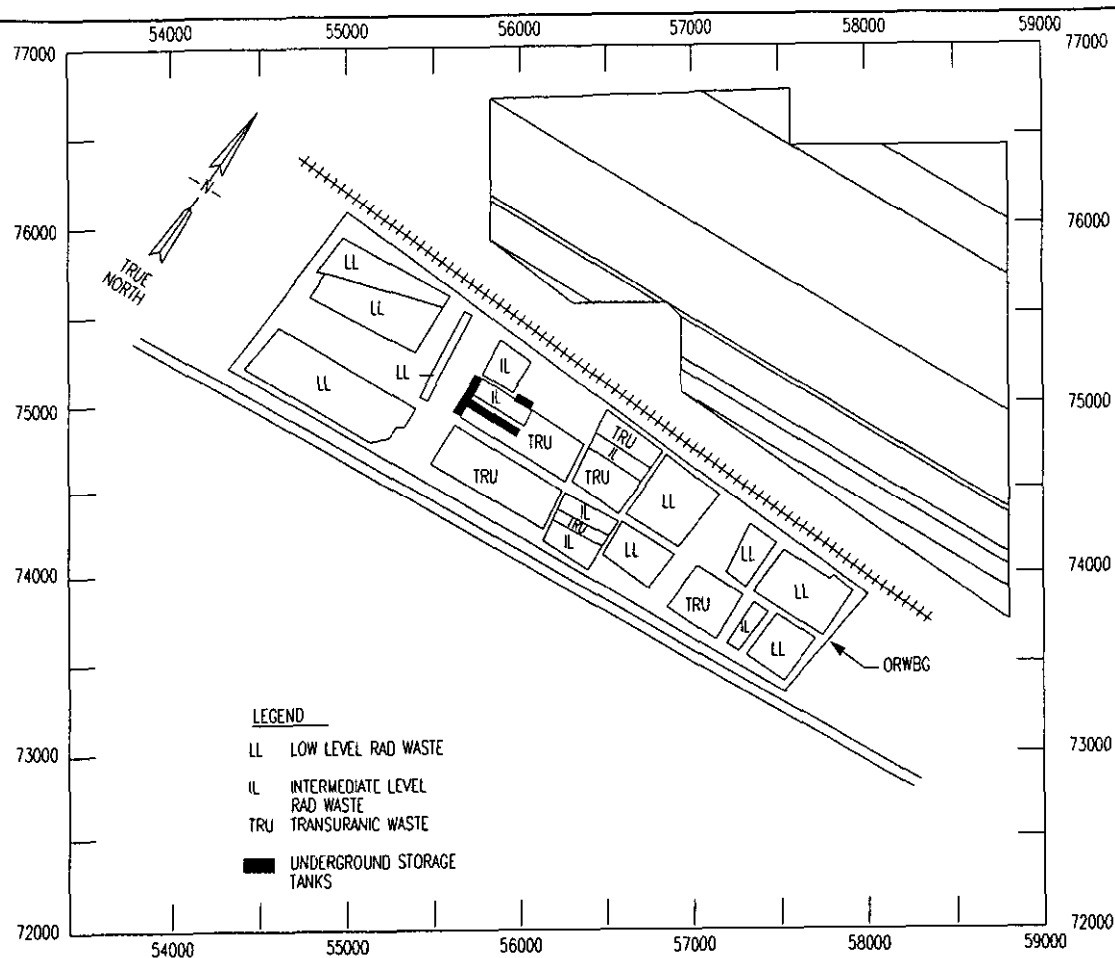 54000 55000 56000 57000 58000 59000
77000 77000
-N-
TRUE
NORTH
76000 76000
LL
LL
LL
LL
IL
IL
TRU
TRU
75000 75000
TRU
IL
TRU
LL
IL
TRU
IL
LL
74000 74000
LL
LL
TRU
IL
LL
ORWBG
73000 73000
LEGEND
LL LOW LEVEL RAD WASTE
IL INTERMEDIATE LEVEL
RAD WASTE
TRU TRANSURANIC WASTE
UNDERGROUND STORAGE
TANKS
72000 72000
54000 55000 56000 57000 58000 59000